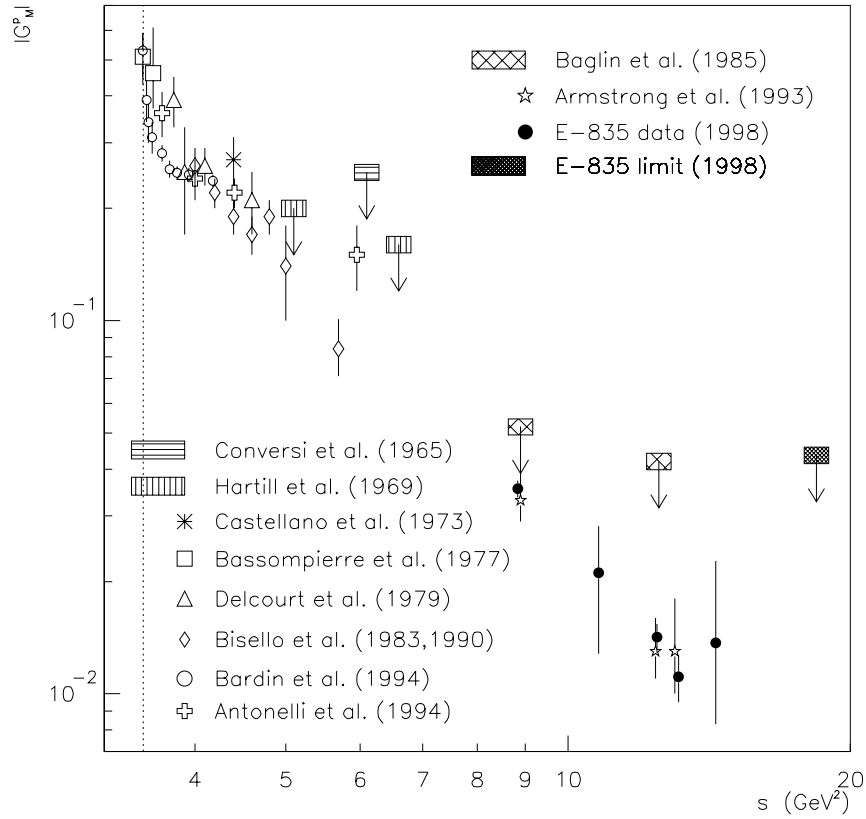 |G^P_M|
Baglin et al. (1985)
Armstrong et al. (1993)
E-835 data (1998)
E-835 limit (1998)
10^-1
Conversi et al. (1965)
Hartill et al. (1969)
Castellano et al. (1973)
Bassompierre et al. (1977)
Delcourt et al. (1979)
Bisello et al. (1983,1990)
Bardin et al. (1994)
Antonelli et al. (1994)
10^-2
4 5 6 7 8 9 10 20
s (GeV^2)